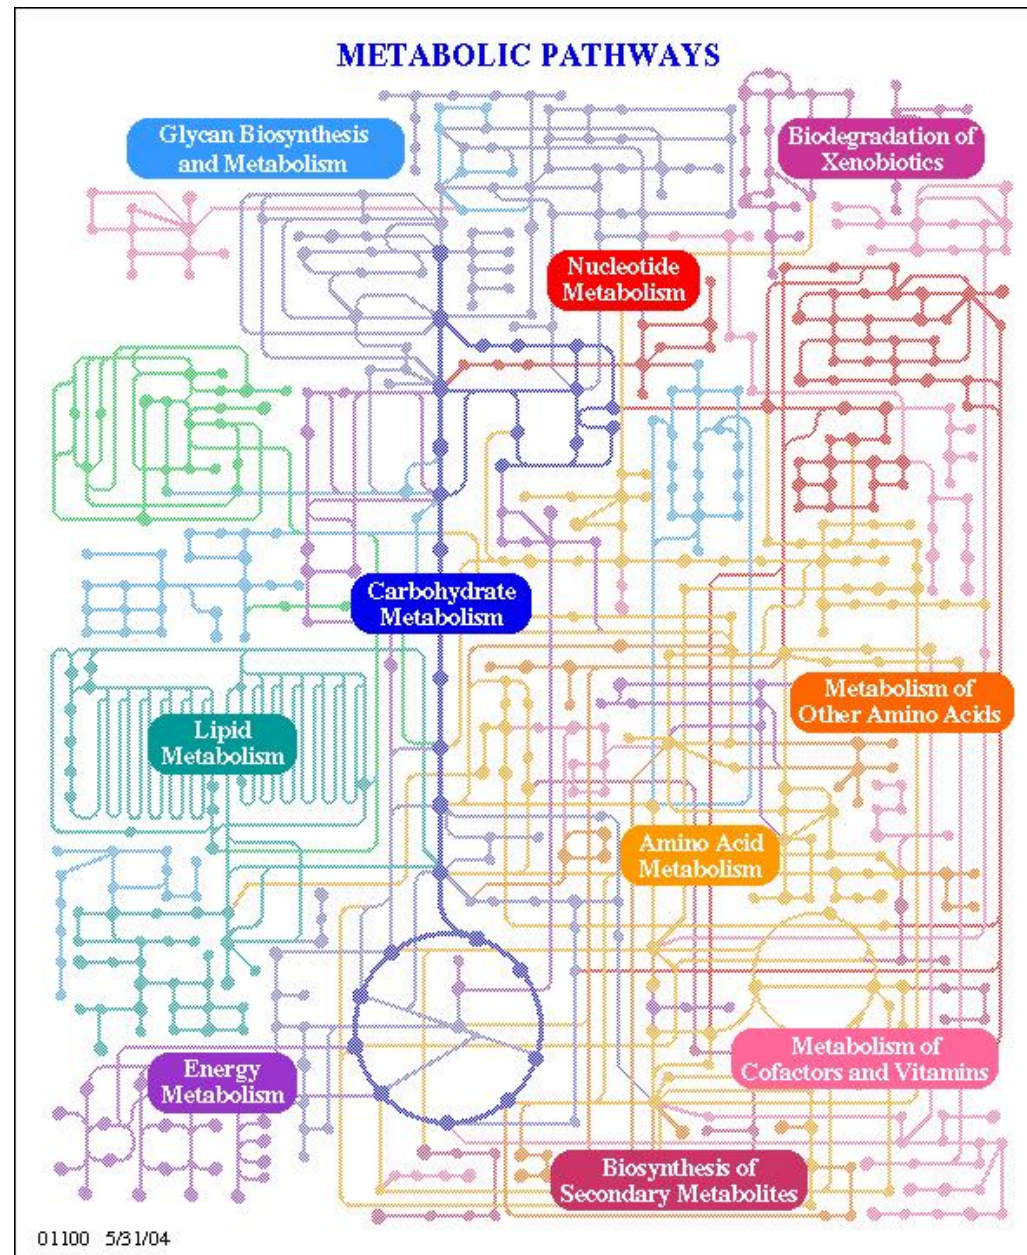 METABOLIC PATHWAYS
Glycan Biosynthesis
and Metabolism
Biodegradation of
Xenobiotics
Nucleotide
Metabolism
Carbohydrate
Metabolism
Metabolism of
Other Amino Acids
Lipid
Metabolism
Amino Acid
Metabolism
Metabolism of
Cofactors and Vitamins
Energy
Metabolism
Biosynthesis of
Secondary Metabolites
01100 5/31/04